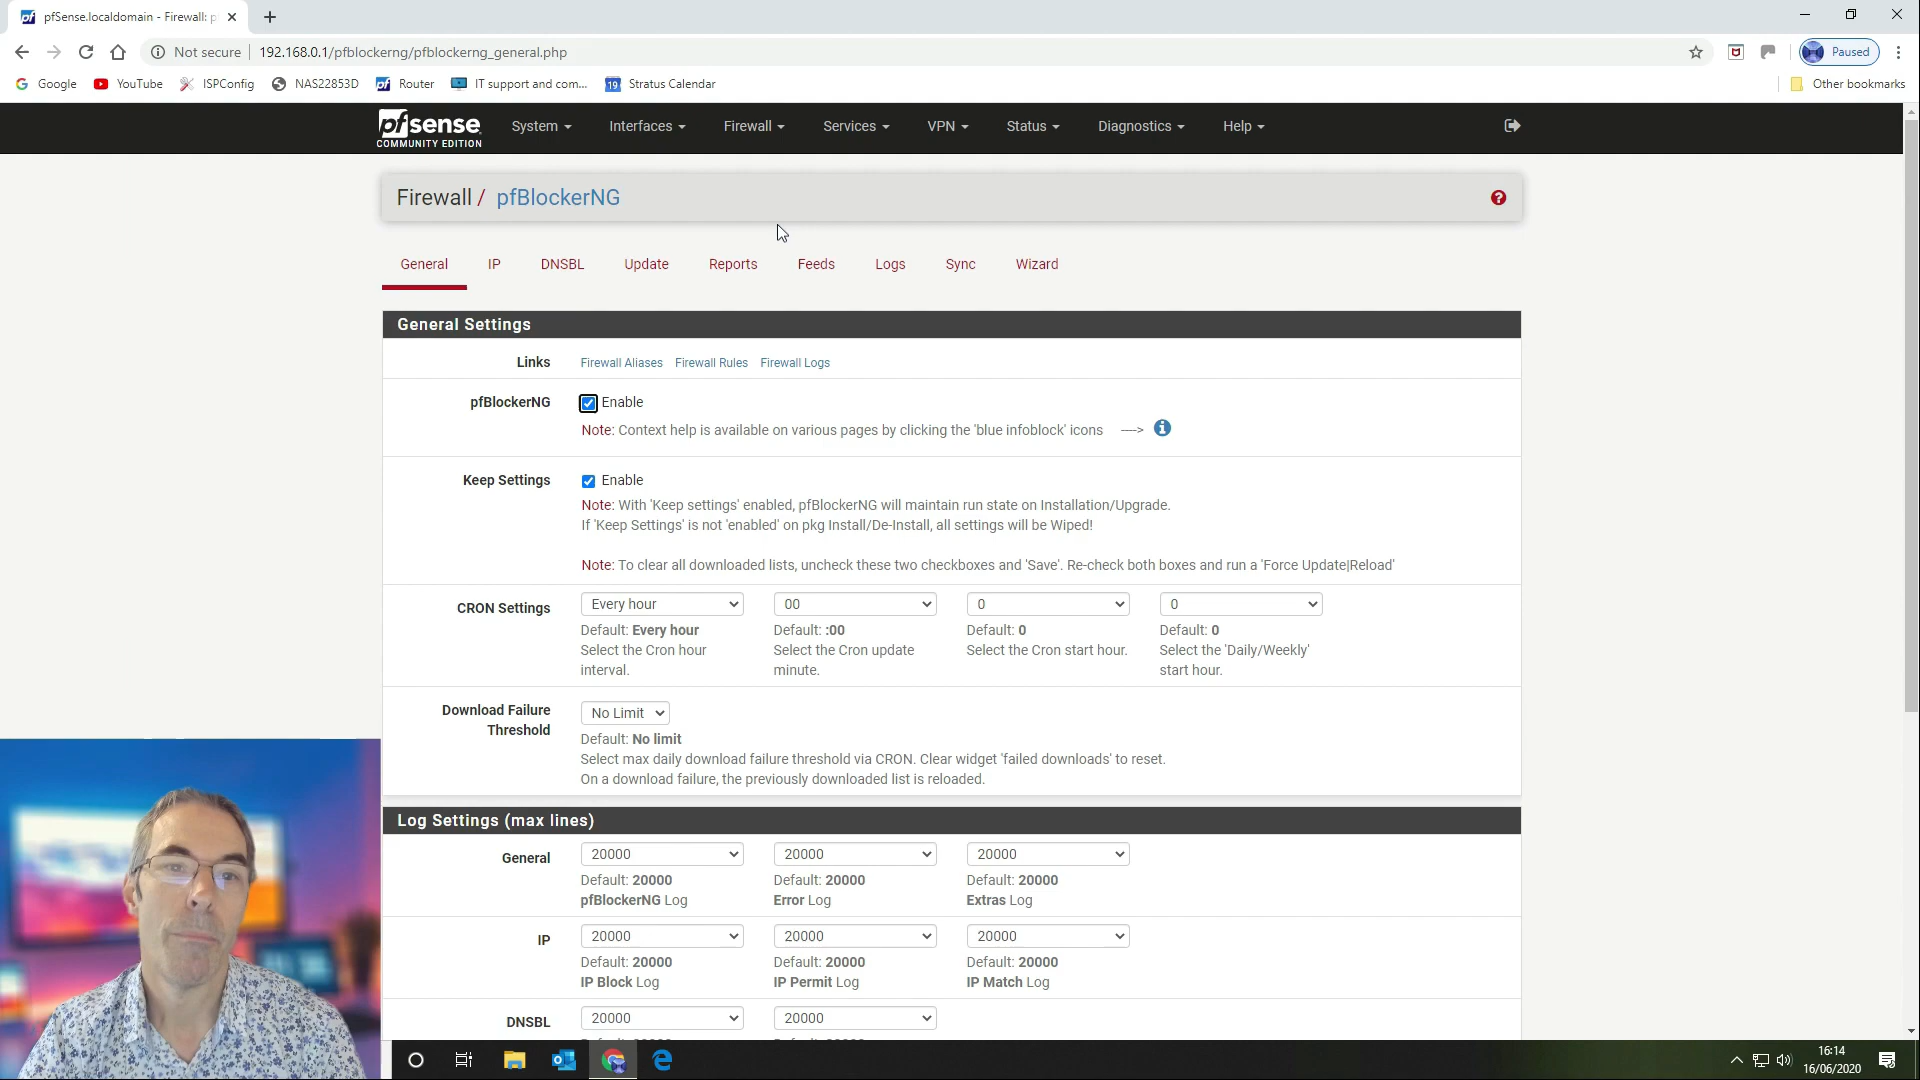 pfSense.localdomain - Firewall: p
Not secure 192.168.0.1/pfblockerng/pfblockerng_general.php Paused
Google YouTube ISPConfig NAS22853D Router IT support and com... 19 Stratus Calendar Other bookmarks
pfsense System Interfaces Firewall Services VPN Status Diagnostics Help
COMMUNITY EDITION
Firewall / pfBlockerNG
General IP DNSBL Update Reports Feeds Logs Sync Wizard
General Settings
Links Firewall Aliases Firewall Rules Firewall Logs
pfBlockerNG Enable
Note: Context help is available on various pages by clicking the 'blue infoblock' icons ---->
Keep Settings Enable
Note: With 'Keep settings' enabled, pfBlockerNG will maintain run state on Installation/Upgrade.
If 'Keep Settings' is not 'enabled' on pkg Install/De-Install, all settings will be Wiped!
Note: To clear all downloaded lists, uncheck these two checkboxes and 'Save'. Re-check both boxes and run a 'Force Update|Reload'
CRON Settings Every hour 00 0 0
Default: Every hour Default: :00 Default: 0 Default: 0
Select the Cron hour Select the Cron update Select the Cron start hour. Select the 'Daily/Weekly'
interval. minute. start hour.
Download Failure No Limit
Threshold
Default: No limit
Select max daily download failure threshold via CRON. Clear widget 'failed downloads' to reset.
On a download failure, the previously downloaded list is reloaded.
Log Settings (max lines)
General 20000 20000 20000
Default: 20000 Default: 20000 Default: 20000
pfBlockerNG Log Error Log Extras Log
IP 20000 20000 20000
Default: 20000 Default: 20000 Default: 20000
IP Block Log IP Permit Log IP Match Log
DNSBL 20000 20000
16:14
16/06/2020